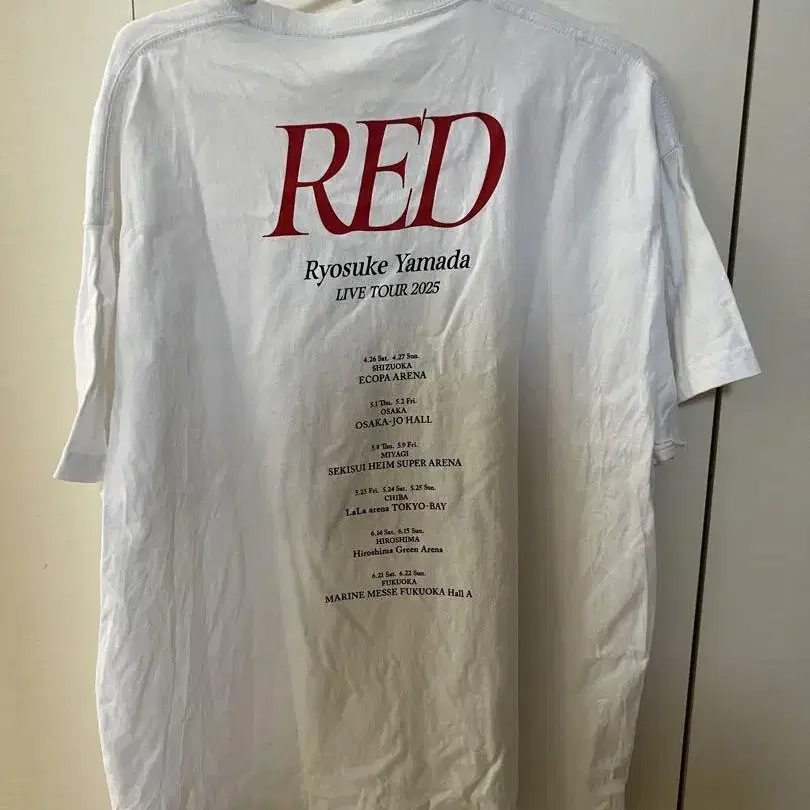 RED
Ryosuke Yamada
LIVE TOUR 2025
4.26 Sat. 4.27 Sun.
SHIZUOKA
ECOPA ARENA
5.1 Thu. 5.2 Fri.
OSAKA
OSAKA-JO HALL
5.8 Thu. 5.9 Fri.
MIYAGI
SEKISUI HEIM SUPER ARENA
5.23 Fri. 5.24 Sat. 5.25 Sun.
CHIBA
LaLa arena TOKYO-BAY
6.14 Sat. 6.15 Sun.
HIROSHIMA
Hiroshima Green Arena
6.21 Sat. 6.22 Sun.
FUKUOKA
MARINE MESSE FUKUOKA Hall A